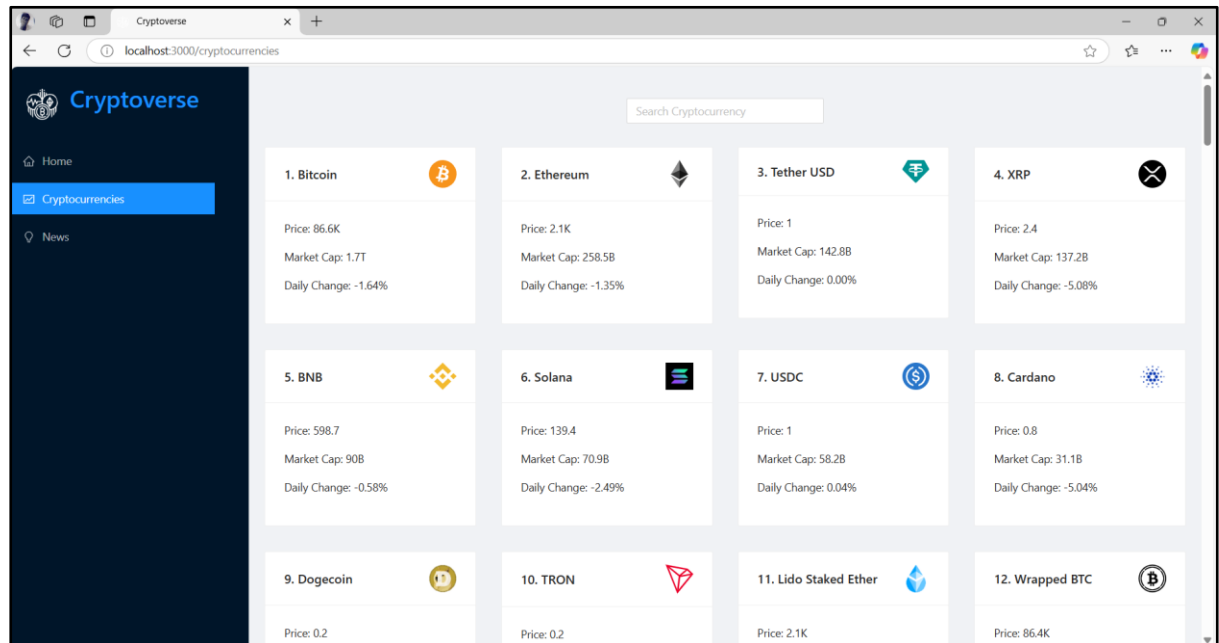 Cryptoverse
localhost:3000/cryptocurrencies
Cryptoverse
Home
Cryptocurrencies
News
Search Cryptocurrency
1. Bitcoin
Price: 86.6K
Market Cap: 1.7T
Daily Change: -1.64%
2. Ethereum
Price: 2.1K
Market Cap: 258.5B
Daily Change: -1.35%
3. Tether USD
Price: 1
Market Cap: 142.8B
Daily Change: 0.00%
4. XRP
Price: 2.4
Market Cap: 137.2B
Daily Change: -5.08%
5. BNB
Price: 598.7
Market Cap: 90B
Daily Change: -0.58%
6. Solana
Price: 139.4
Market Cap: 70.9B
Daily Change: -2.49%
7. USDC
Price: 1
Market Cap: 58.2B
Daily Change: 0.04%
8. Cardano
Price: 0.8
Market Cap: 31.1B
Daily Change: -5.04%
9. Dogecoin
Price: 0.2
10. TRON
Price: 0.2
11. Lido Staked Ether
Price: 2.1K
12. Wrapped BTC
Price: 86.4K